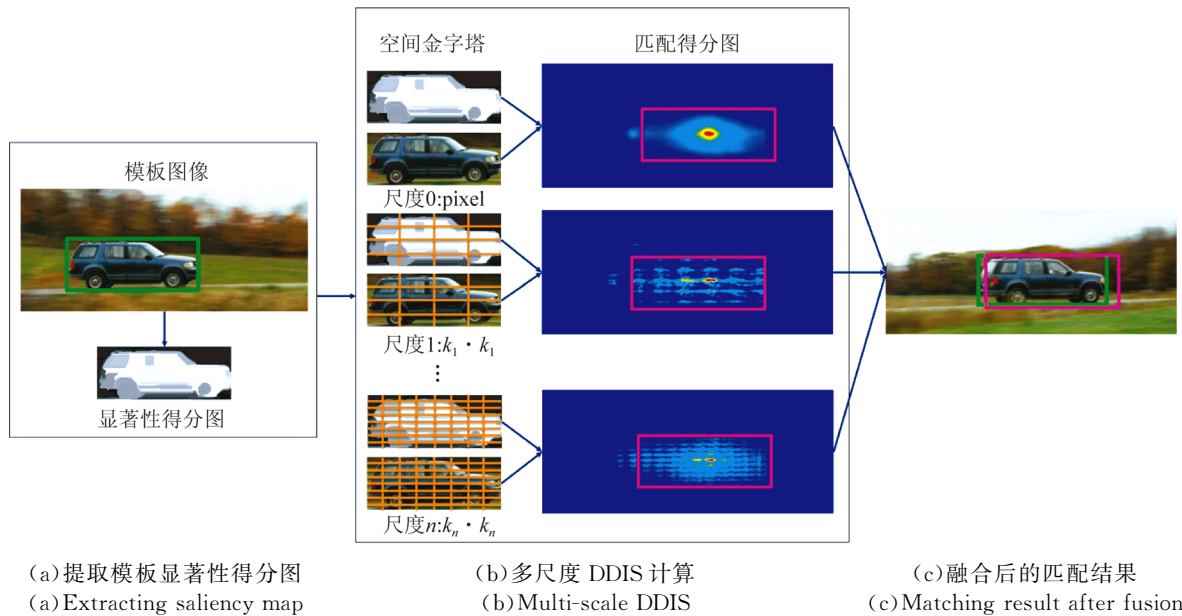 模板图像
显著性得分图
空间金字塔
匹配得分图
尺度0:pixel
尺度1:k₁·k₁
⋮
尺度n:kₙ·kₙ
(a)提取模板显著性得分图
(a)Extracting saliency map
(b)多尺度 DDIS 计算
(b)Multi-scale DDIS
(c)融合后的匹配结果
(c)Matching result after fusion